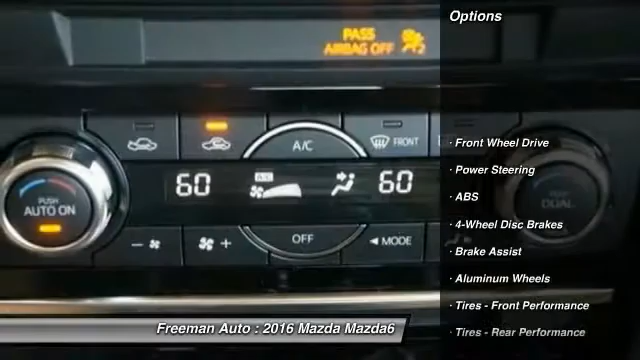 Options
PASS
AIRBAG OFF
2
A/C
FRONT
60
A/C
60
PUSH
AUTO ON
DUAL
OFF
MODE
· Front Wheel Drive
· Power Steering
· ABS
· 4-Wheel Disc Brakes
· Brake Assist
· Aluminum Wheels
· Tires - Front Performance
· Tires - Rear Performance
Freeman Auto : 2016 Mazda Mazda6